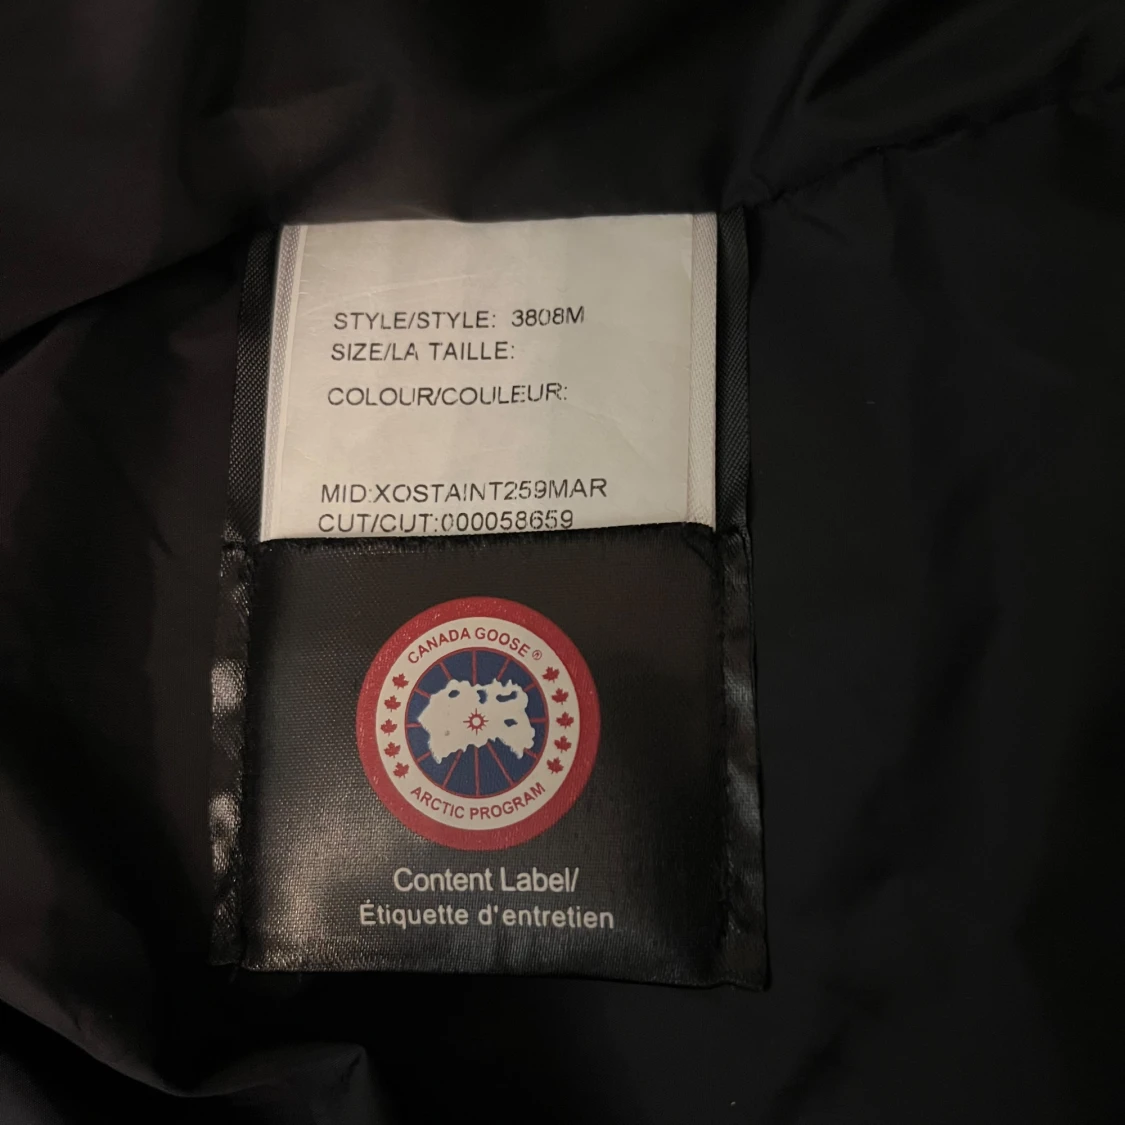 STYLE/STYLE: 3808M
SIZE/LA TAILLE:
COLOUR/COULEUR:
MID:XOSTAINT259MAR
CUT/CUT:000058659
CANADA GOOSE ®
ARCTIC PROGRAM
Content Label/
Étiquette d'entretien